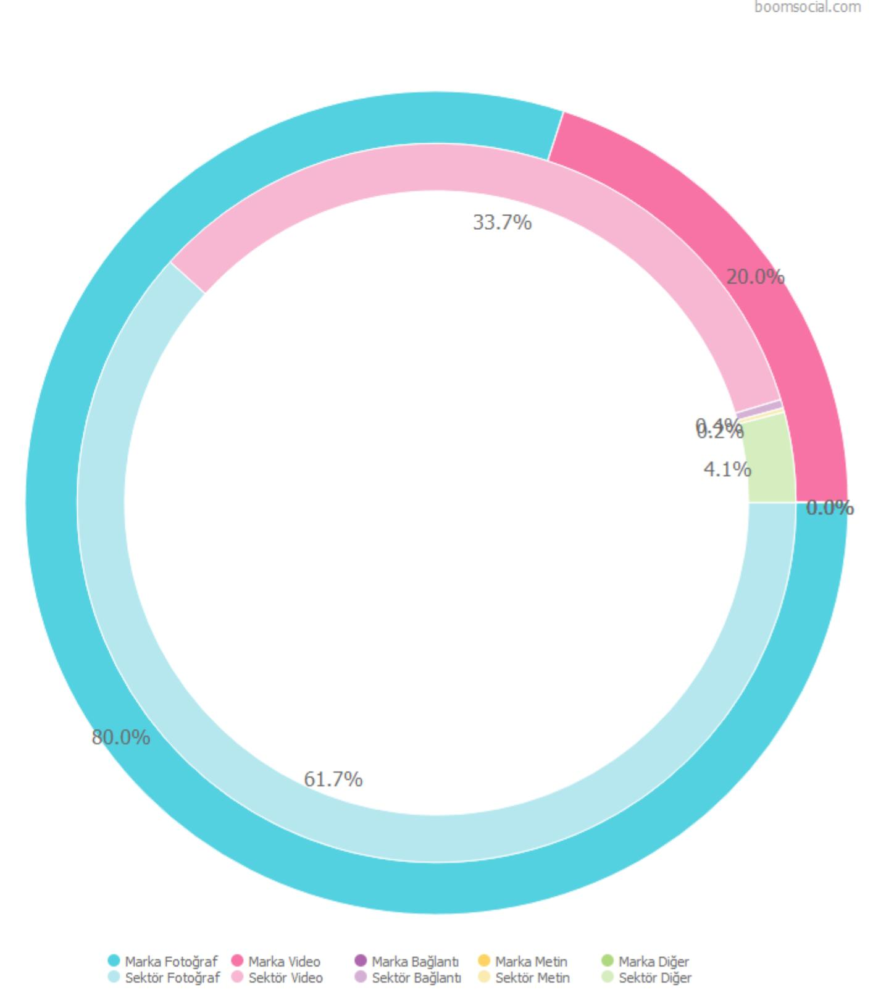 boomsocial.com
33.7%
20.0%
0.4%
0.2%
4.1%
0.0%
80.0%
61.7%
Marka Fotoğraf Marka Video Marka Bağlantı Marka Metin Marka Diğer
Sektör Fotoğraf Sektör Video Sektör Bağlantı Sektör Metin Sektör Diğer